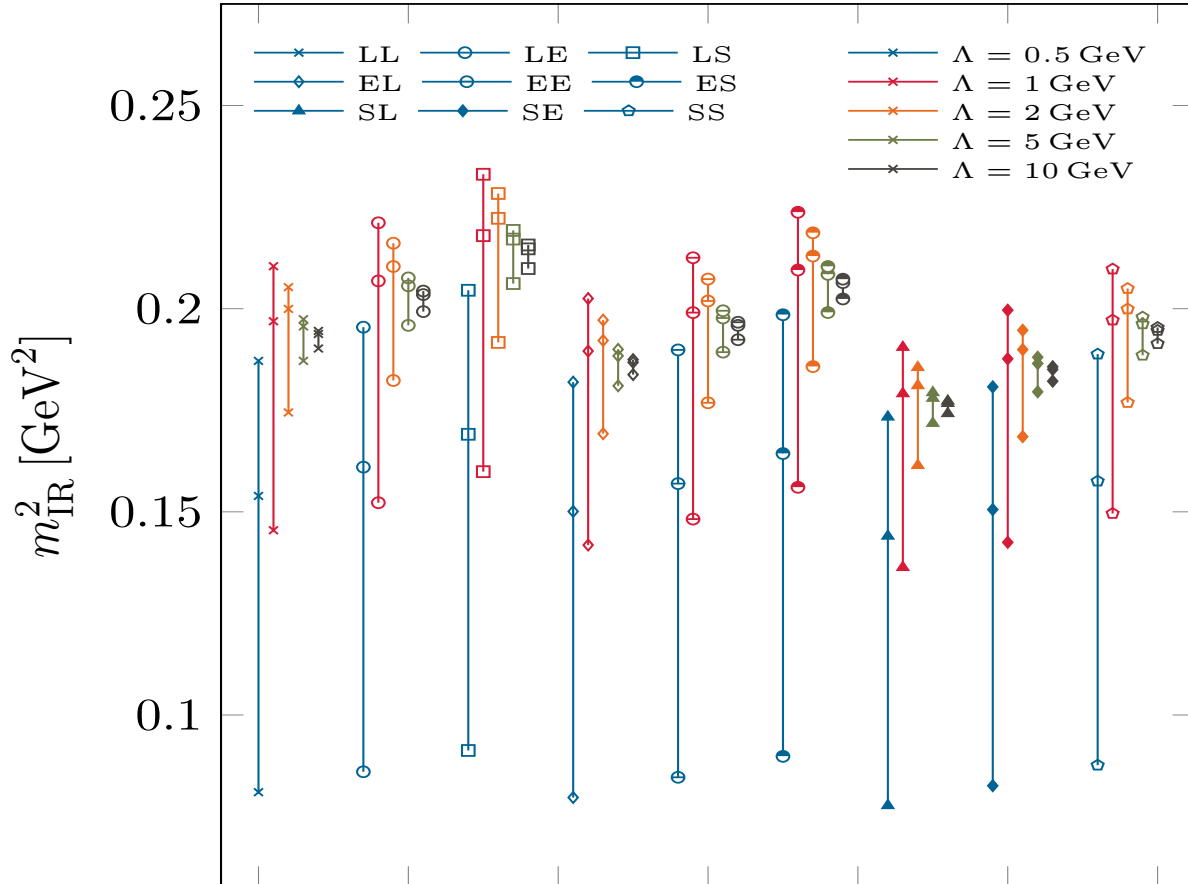 LL LE LS Λ = 0.5 GeV
EL EE ES Λ = 1 GeV
SL SE SS Λ = 2 GeV
Λ = 5 GeV
Λ = 10 GeV
0.25
0.2
0.15
0.1
m²_IR [GeV²]